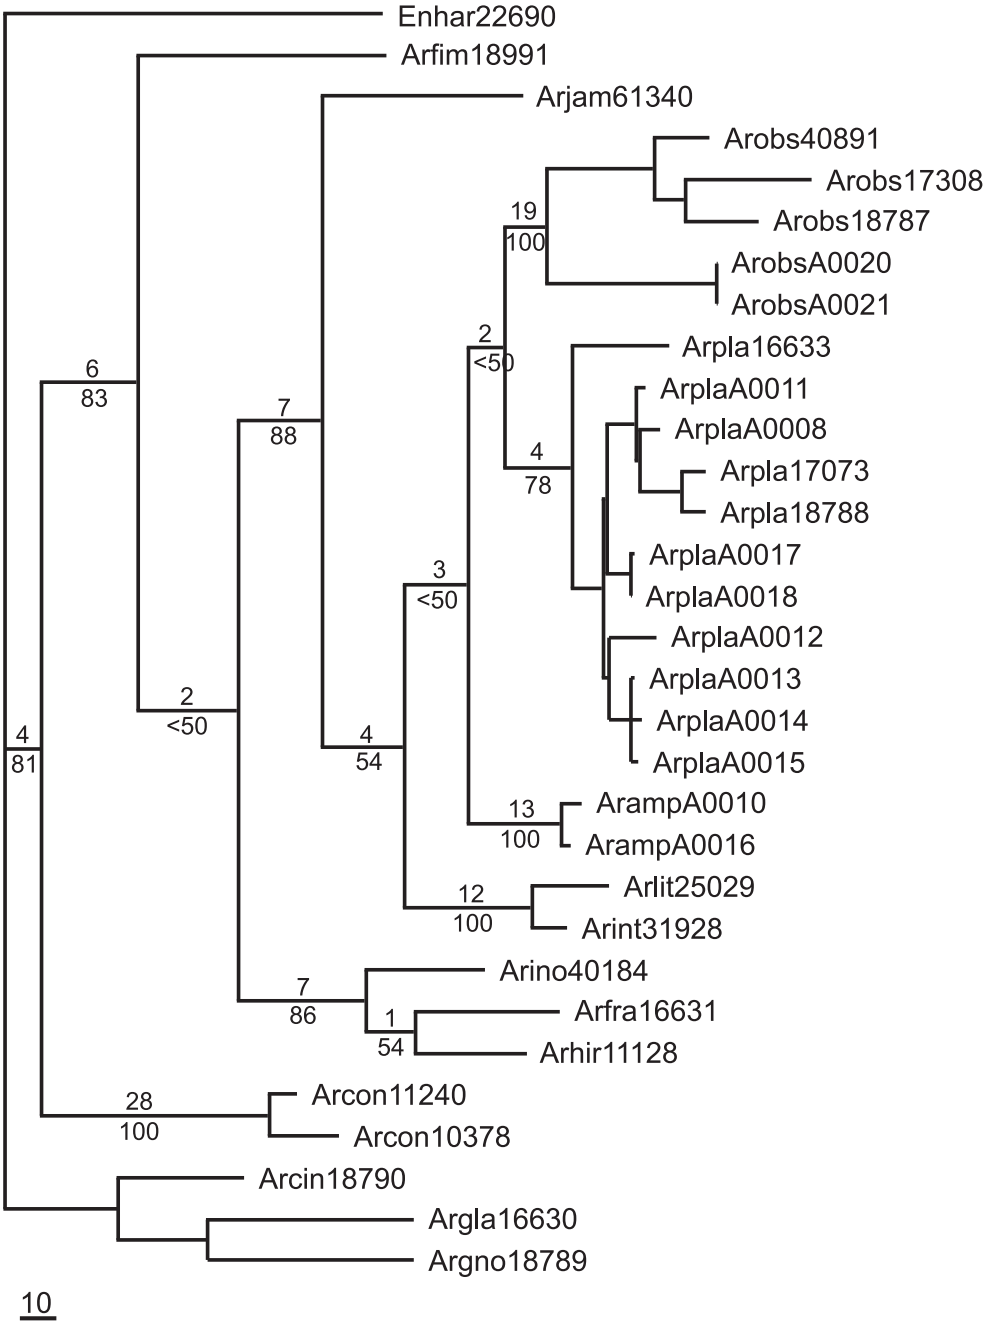 Enhar22690
Arfim18991
Arjam61340
Arobs40891
Arobs17308
19
Arobs18787
100
ArobsA0020
ArobsA0021
2
Arpla16633
<50
6
ArplaA0011
83
7
ArplaA0008
88
4
Arpla17073
78
Arpla18788
ArplaA0017
3
<50
ArplaA0018
ArplaA0012
ArplaA0013
2
<50
ArplaA0014
4
4
81
54
ArplaA0015
13
ArampA0010
100
ArampA0016
12
Arlit25029
100
Arint31928
7
Arino40184
86
1
Arfra16631
54
Arhir11128
28
Arcon11240
100
Arcon10378
Arcin18790
Argla16630
Argno18789
10